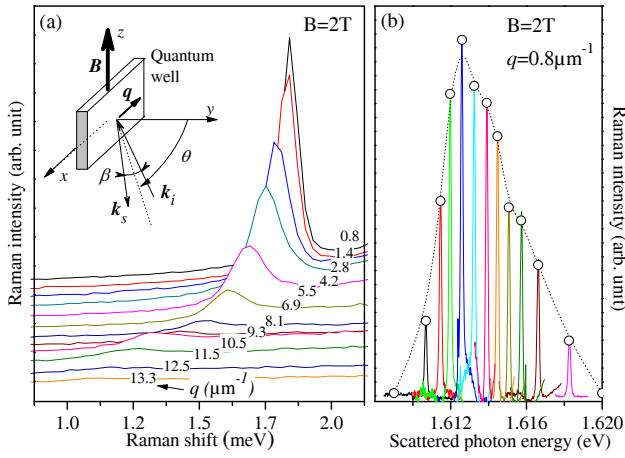 (a)
B=2T
z
B
Quantum
well
q
y
x
β
θ
k_s
k_i
0.8
1.4
2.8
4.2
5.5
6.9
8.1
9.3
10.5
11.5
12.5
13.3
q (μm⁻¹)
Raman intensity (arb. unit)
1.0
1.2
1.5
1.7
2.0
Raman shift (meV)
(b)
B=2T
q=0.8μm⁻¹
Raman intensity (arb. unit)
1.612
1.616
1.620
Scattered photon energy (eV)